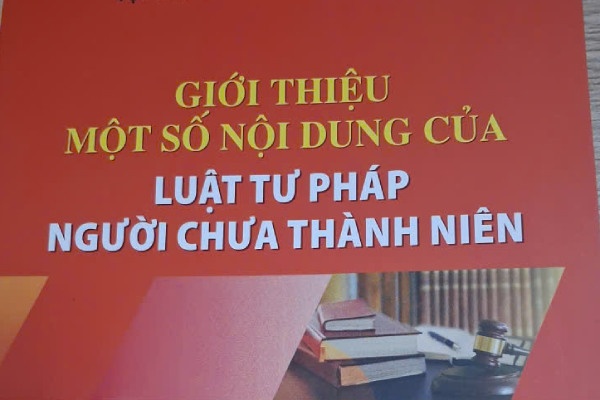 GIỚI THIỆU
MỘT SỐ NỘI DUNG CỦA
LUẬT TƯ PHÁP
NGƯỜI CHƯA THÀNH NIÊN